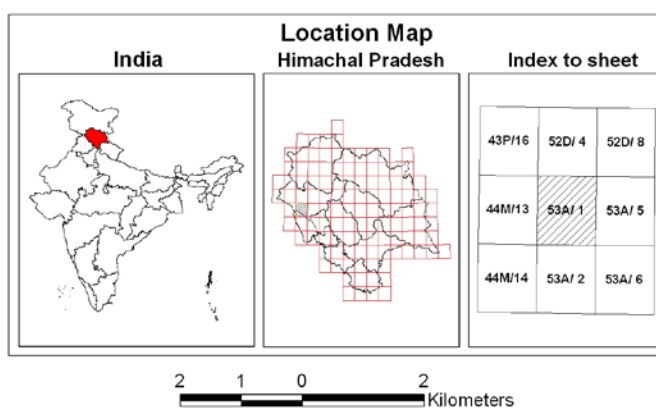 Location Map
India
Himachal Pradesh
Index to sheet
43P/16 52D/ 4 52D/ 8
44M/13 53A/ 1 53A/ 5
44M/14 53A/ 2 53A/ 6
2 1 0 2
Kilometers